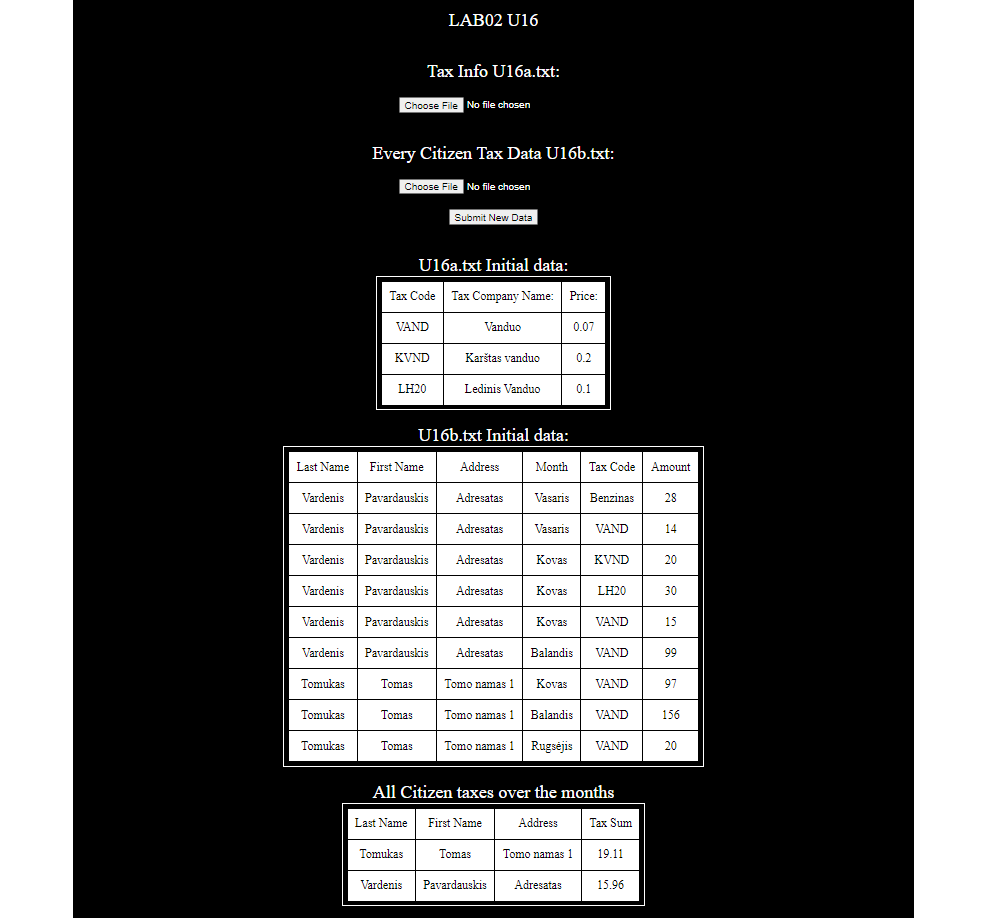 LAB02 U16
Tax Info U16a.txt:
Choose File No file chosen
Every Citizen Tax Data U16b.txt:
Choose File No file chosen
Submit New Data
U16a.txt Initial data:
Tax Code Tax Company Name: Price:
VAND Vanduo 0.07
KVND Karštas vanduo 0.2
LH20 Ledinis Vanduo 0.1
U16b.txt Initial data:
Last Name First Name Address Month Tax Code Amount
Vardenis Pavardauskis Adresatas Vasaris Benzinas 28
Vardenis Pavardauskis Adresatas Vasaris VAND 14
Vardenis Pavardauskis Adresatas Kovas KVND 20
Vardenis Pavardauskis Adresatas Kovas LH20 30
Vardenis Pavardauskis Adresatas Kovas VAND 15
Vardenis Pavardauskis Adresatas Balandis VAND 99
Tomukas Tomas Tomo namas 1 Kovas VAND 97
Tomukas Tomas Tomo namas 1 Balandis VAND 156
Tomukas Tomas Tomo namas 1 Rugsėjis VAND 20
All Citizen taxes over the months
Last Name First Name Address Tax Sum
Tomukas Tomas Tomo namas 1 19.11
Vardenis Pavardauskis Adresatas 15.96